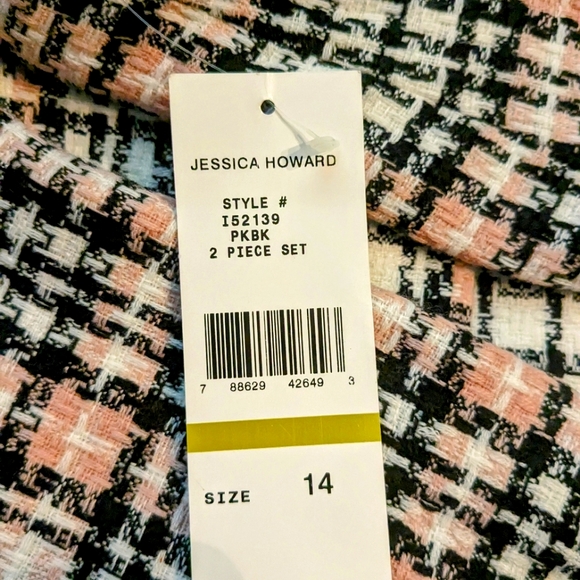 JESSICA HOWARD
STYLE #
I52139
PKBK
2 PIECE SET
7 88629 42649 3
SIZE 14